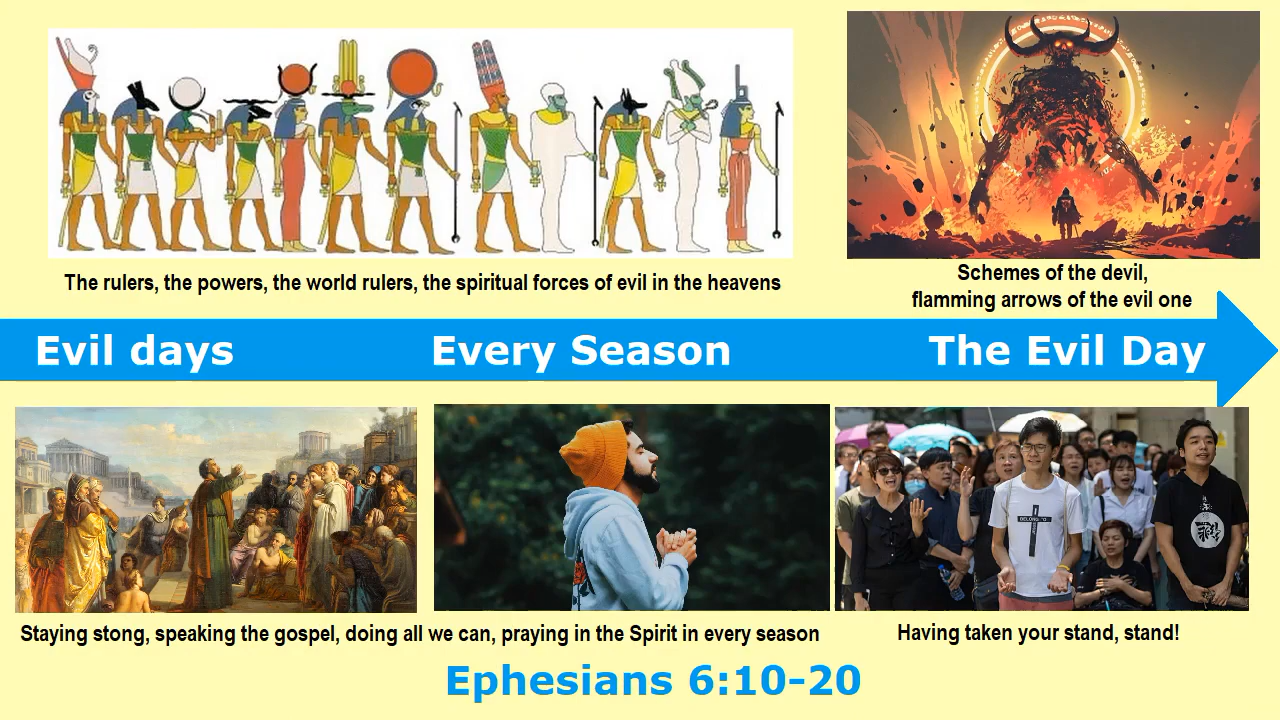 The rulers, the powers, the world rulers, the spiritual forces of evil in the heavens
Schemes of the devil,
flamming arrows of the evil one
Evil days
Every Season
The Evil Day
BELONG TO
Staying stong, speaking the gospel, doing all we can, praying in the Spirit in every season
Having taken your stand, stand!
Ephesians 6:10-20